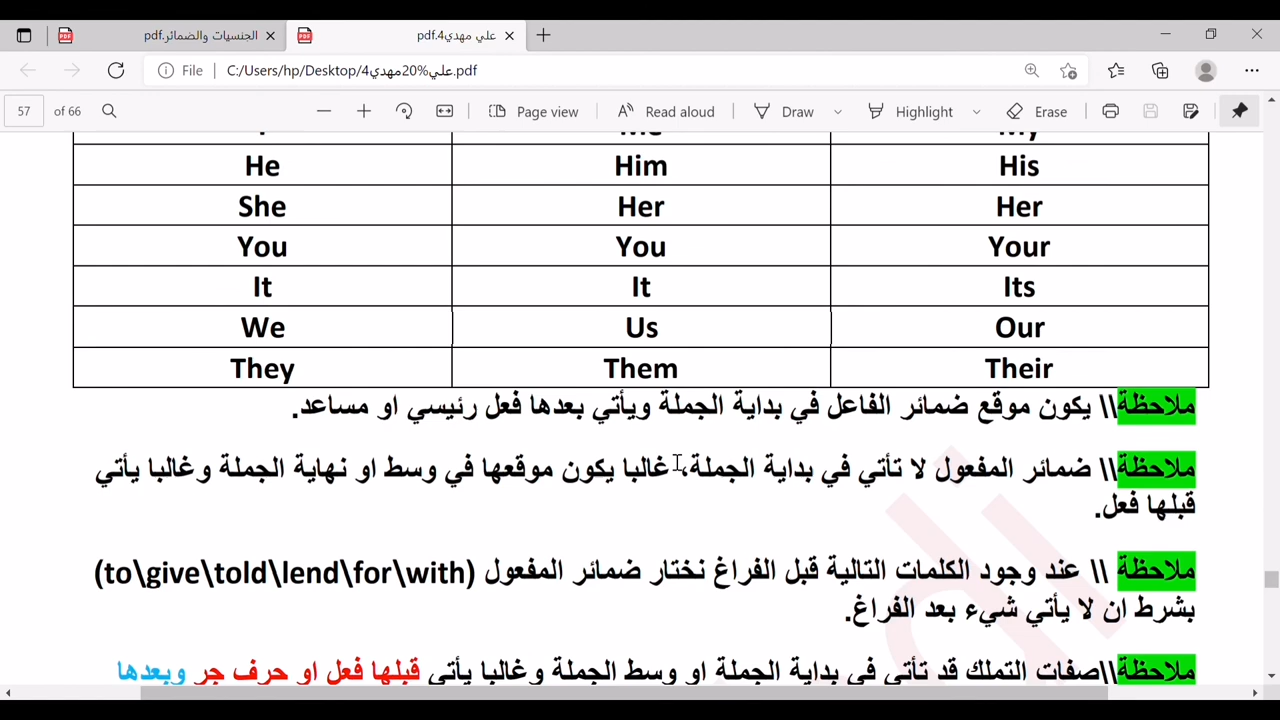 الجنسيات والضمائر.pdf
علي مهدي4.pdf
File C:/Users/hp/Desktop/علي%20مهدي4.pdf
57 of 66 Page view Read aloud Draw Highlight Erase
Me My
He Him His
She Her Her
You You Your
It It Its
We Us Our
They Them Their
ملاحظة\\ يكون موقع ضمائر الفاعل في بداية الجملة ويأتي بعدها فعل رئيسي او مساعد.
ملاحظة\\ ضمائر المفعول لا تأتي في بداية الجملة، غالبا يكون موقعها في وسط او نهاية الجملة وغالبا يأتي
قبلها فعل.
ملاحظة \\ عند وجود الكلمات التالية قبل الفراغ نختار ضمائر المفعول (to\give\told\lend\for\with)
بشرط ان لا يأتي شيء بعد الفراغ.
ملاحظة\\صفات التملك قد تأتي في بداية الجملة او وسط الجملة وغالبا يأتي قبلها فعل او حرف جر وبعدها